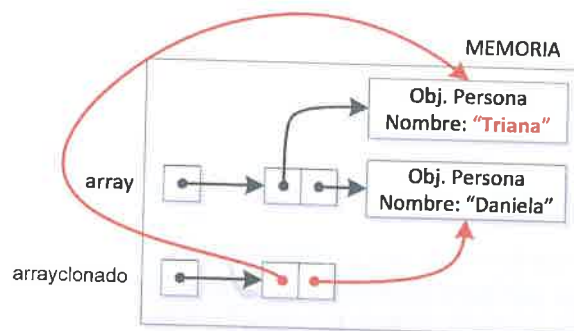 MEMORIA
Obj. Persona
Nombre: “Triana”
array
Obj. Persona
Nombre: “Daniela”
arrayclonado